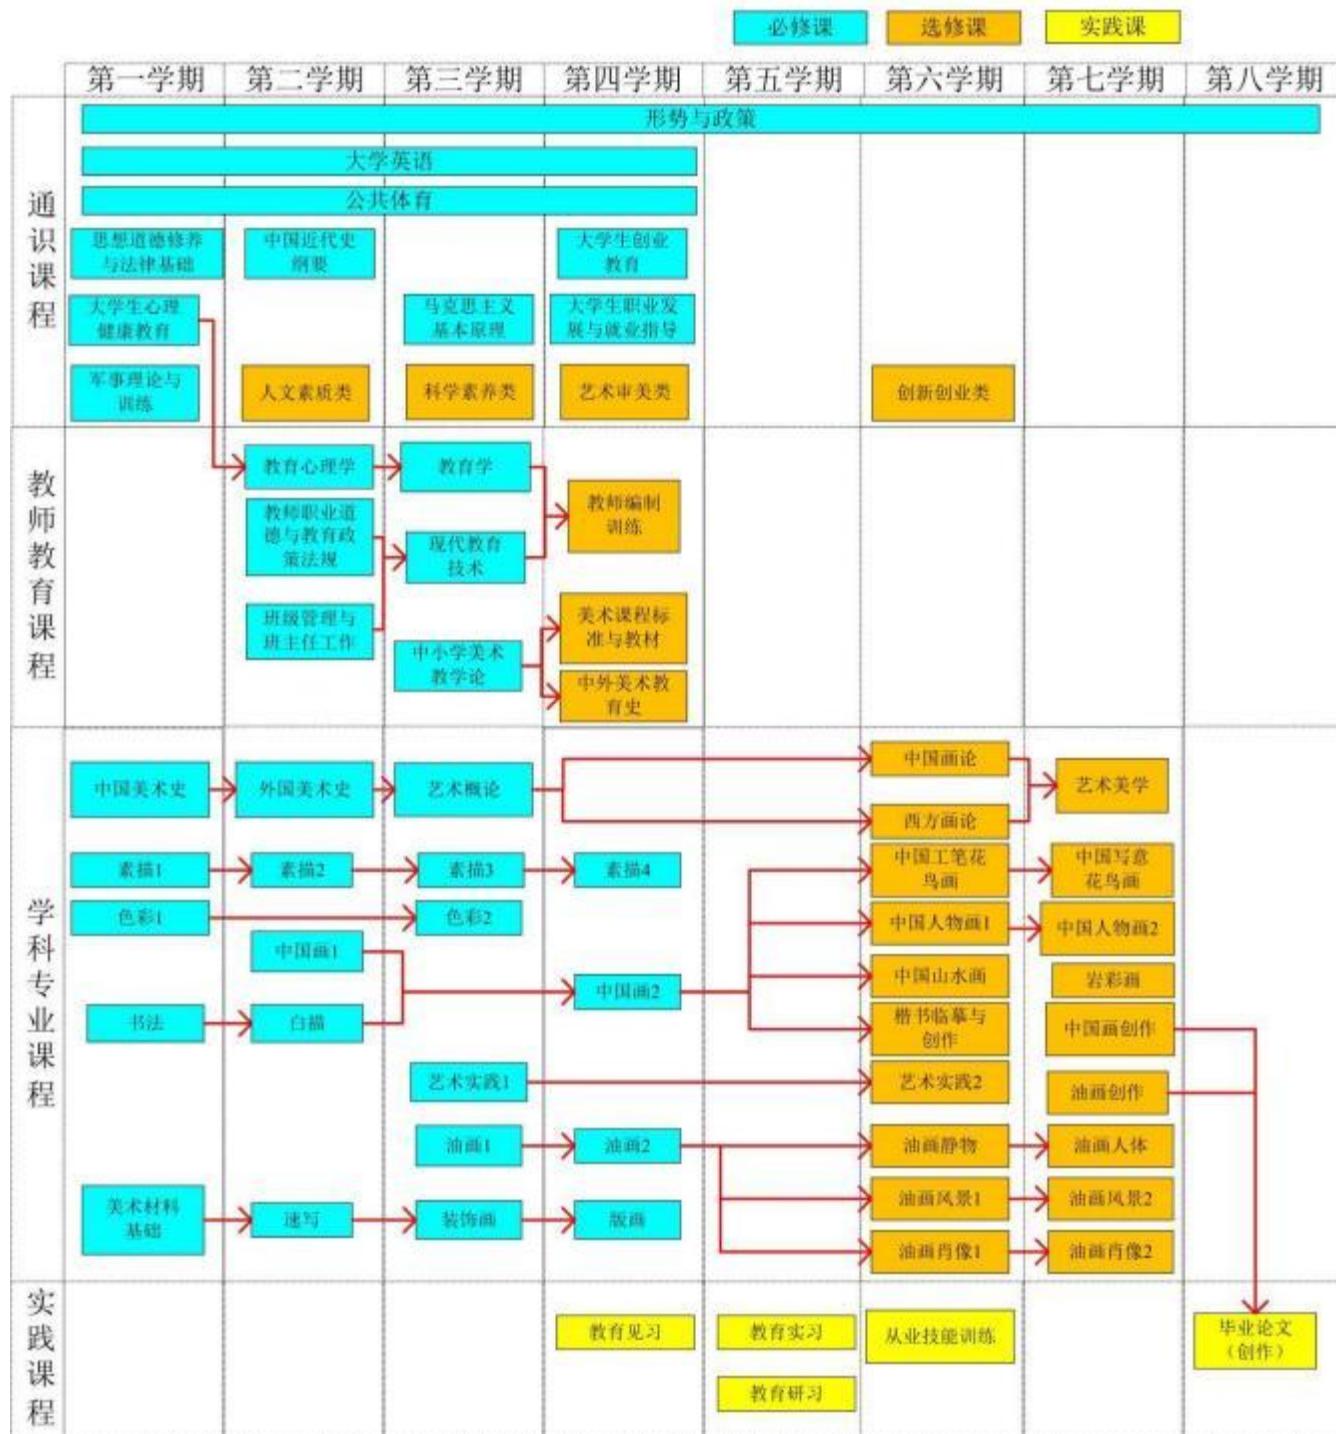 必修课
选修课
实践课
第一学期
第二学期
第三学期
第四学期
第五学期
第六学期
第七学期
第八学期
通识课程
形势与政策
大学英语
公共体育
思想道德修养
与法律基础
中国近代史
纲要
大学生创业
教育
大学生心理
健康教育
马克思主义
基本原理
大学生职业发
展与就业指导
军事理论与
训练
人文素质类
科学素养类
艺术审美类
创新创业类
教师教育课程
教育心理学
教育学
教师编制
训练
教师职业道
德与教育政
策法规
现代教育
技术
班级管理与
班主任工作
美术课程标
准与教材
中小学美术
教学论
中外美术教
育史
学科专业课程
中国美术史
外国美术史
艺术概论
中国画论
西方画论
艺术美学
素描1
素描2
素描3
素描4
中国工笔花
鸟画
中国写意
花鸟画
色彩1
色彩2
中国人物画1
中国人物画2
中国画1
中国画2
中国山水画
岩彩画
书法
白描
楷书临摹与
创作
中国画创作
艺术实践1
艺术实践2
油画创作
油画1
油画2
油画静物
油画人体
美术材料
基础
速写
装饰画
版画
油画风景1
油画风景2
油画肖像1
油画肖像2
实践课程
教育见习
教育实习
从业技能训练
毕业论文
（创作）
教育研习